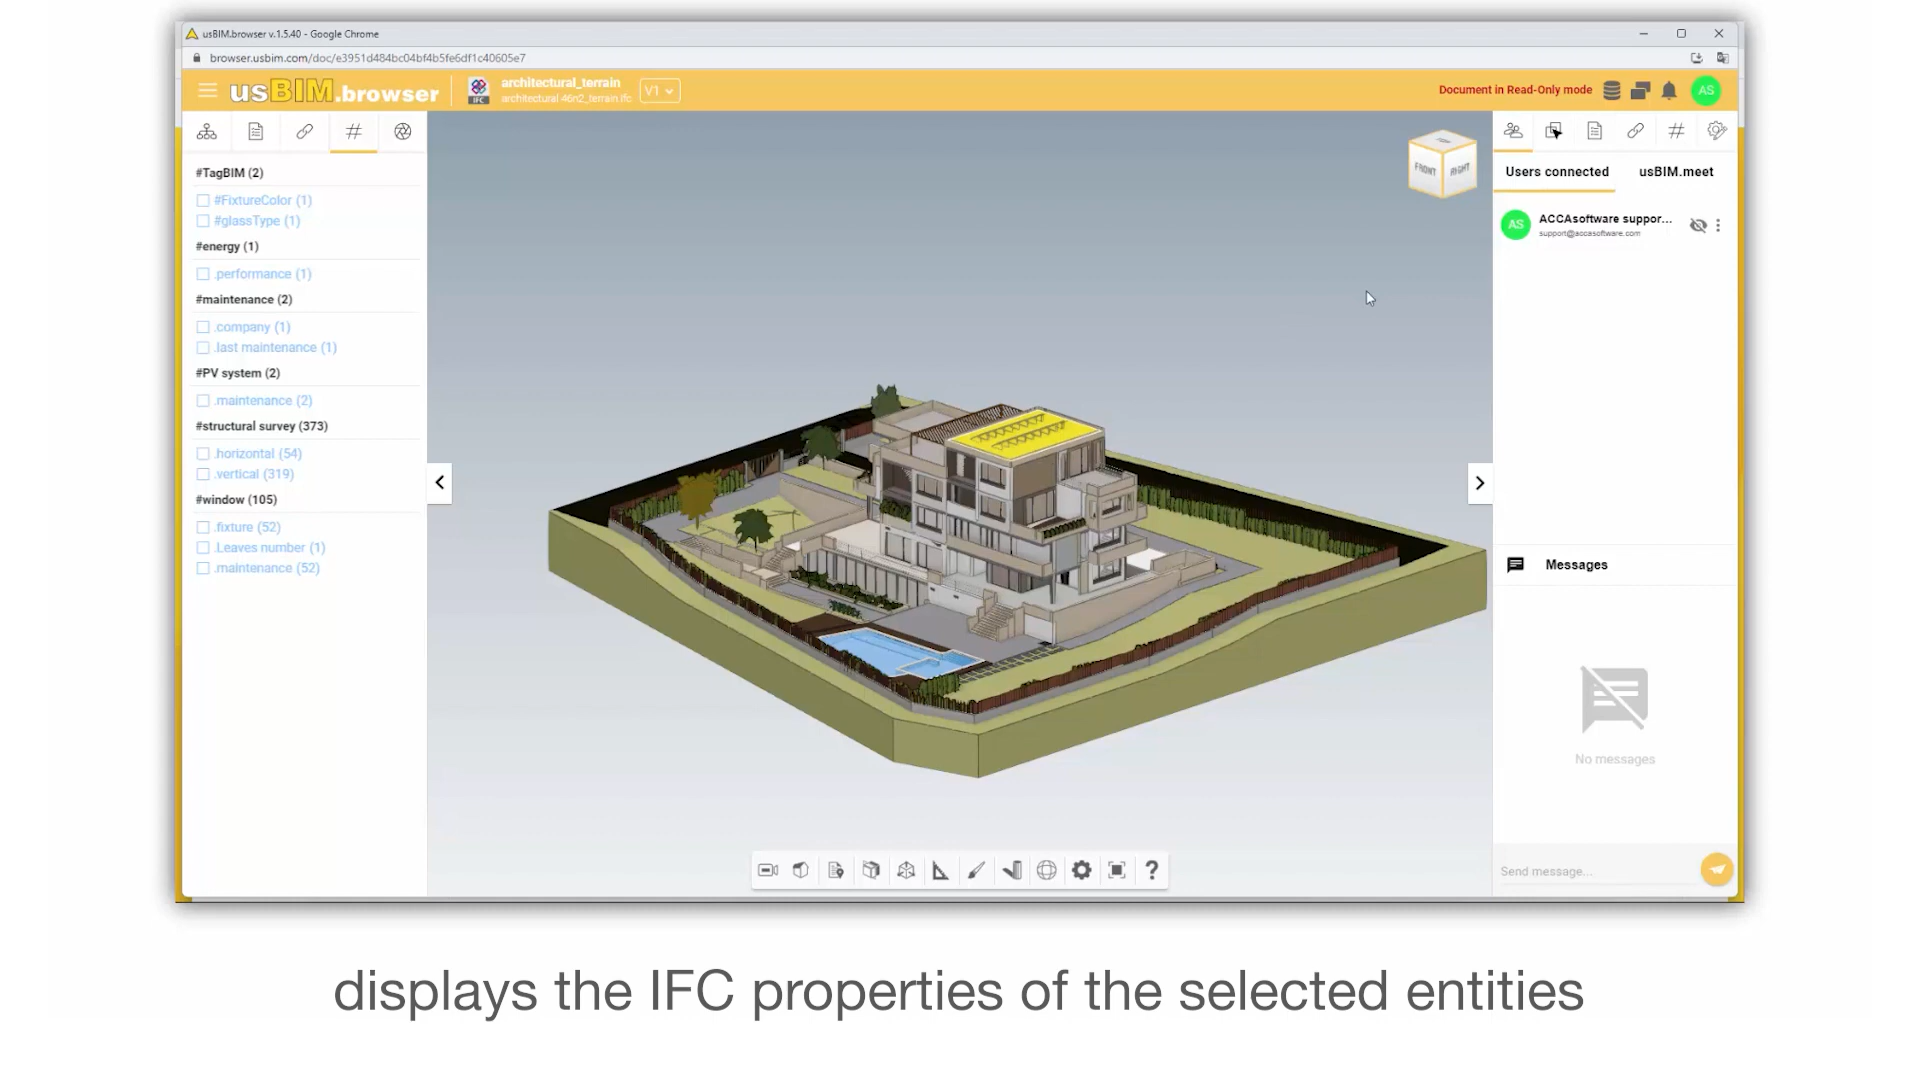 usBIM.browser v.1.5.40 - Google Chrome
browser.usbim.com/doc/e3951d484bc04bf4b5fe6df1c40605e7
usBIM.browser
IFC
architectural_terrain
architectural 46n2_terrain.ifc
V1
Document in Read-Only mode
AS
#TagBIM (2)
#FixtureColor (1)
#glassType (1)
#energy (1)
.performance (1)
#maintenance (2)
.company (1)
.last maintenance (1)
#PV system (2)
.maintenance (2)
#structural survey (373)
.horizontal (54)
.vertical (319)
#window (105)
.fixture (52)
.Leaves number (1)
.maintenance (52)
FRONT
RIGHT
Users connected
usBIM.meet
AS
ACCAsoftware suppor...
support@accasoftware.com
Messages
No messages
Send message...
displays the IFC properties of the selected entities